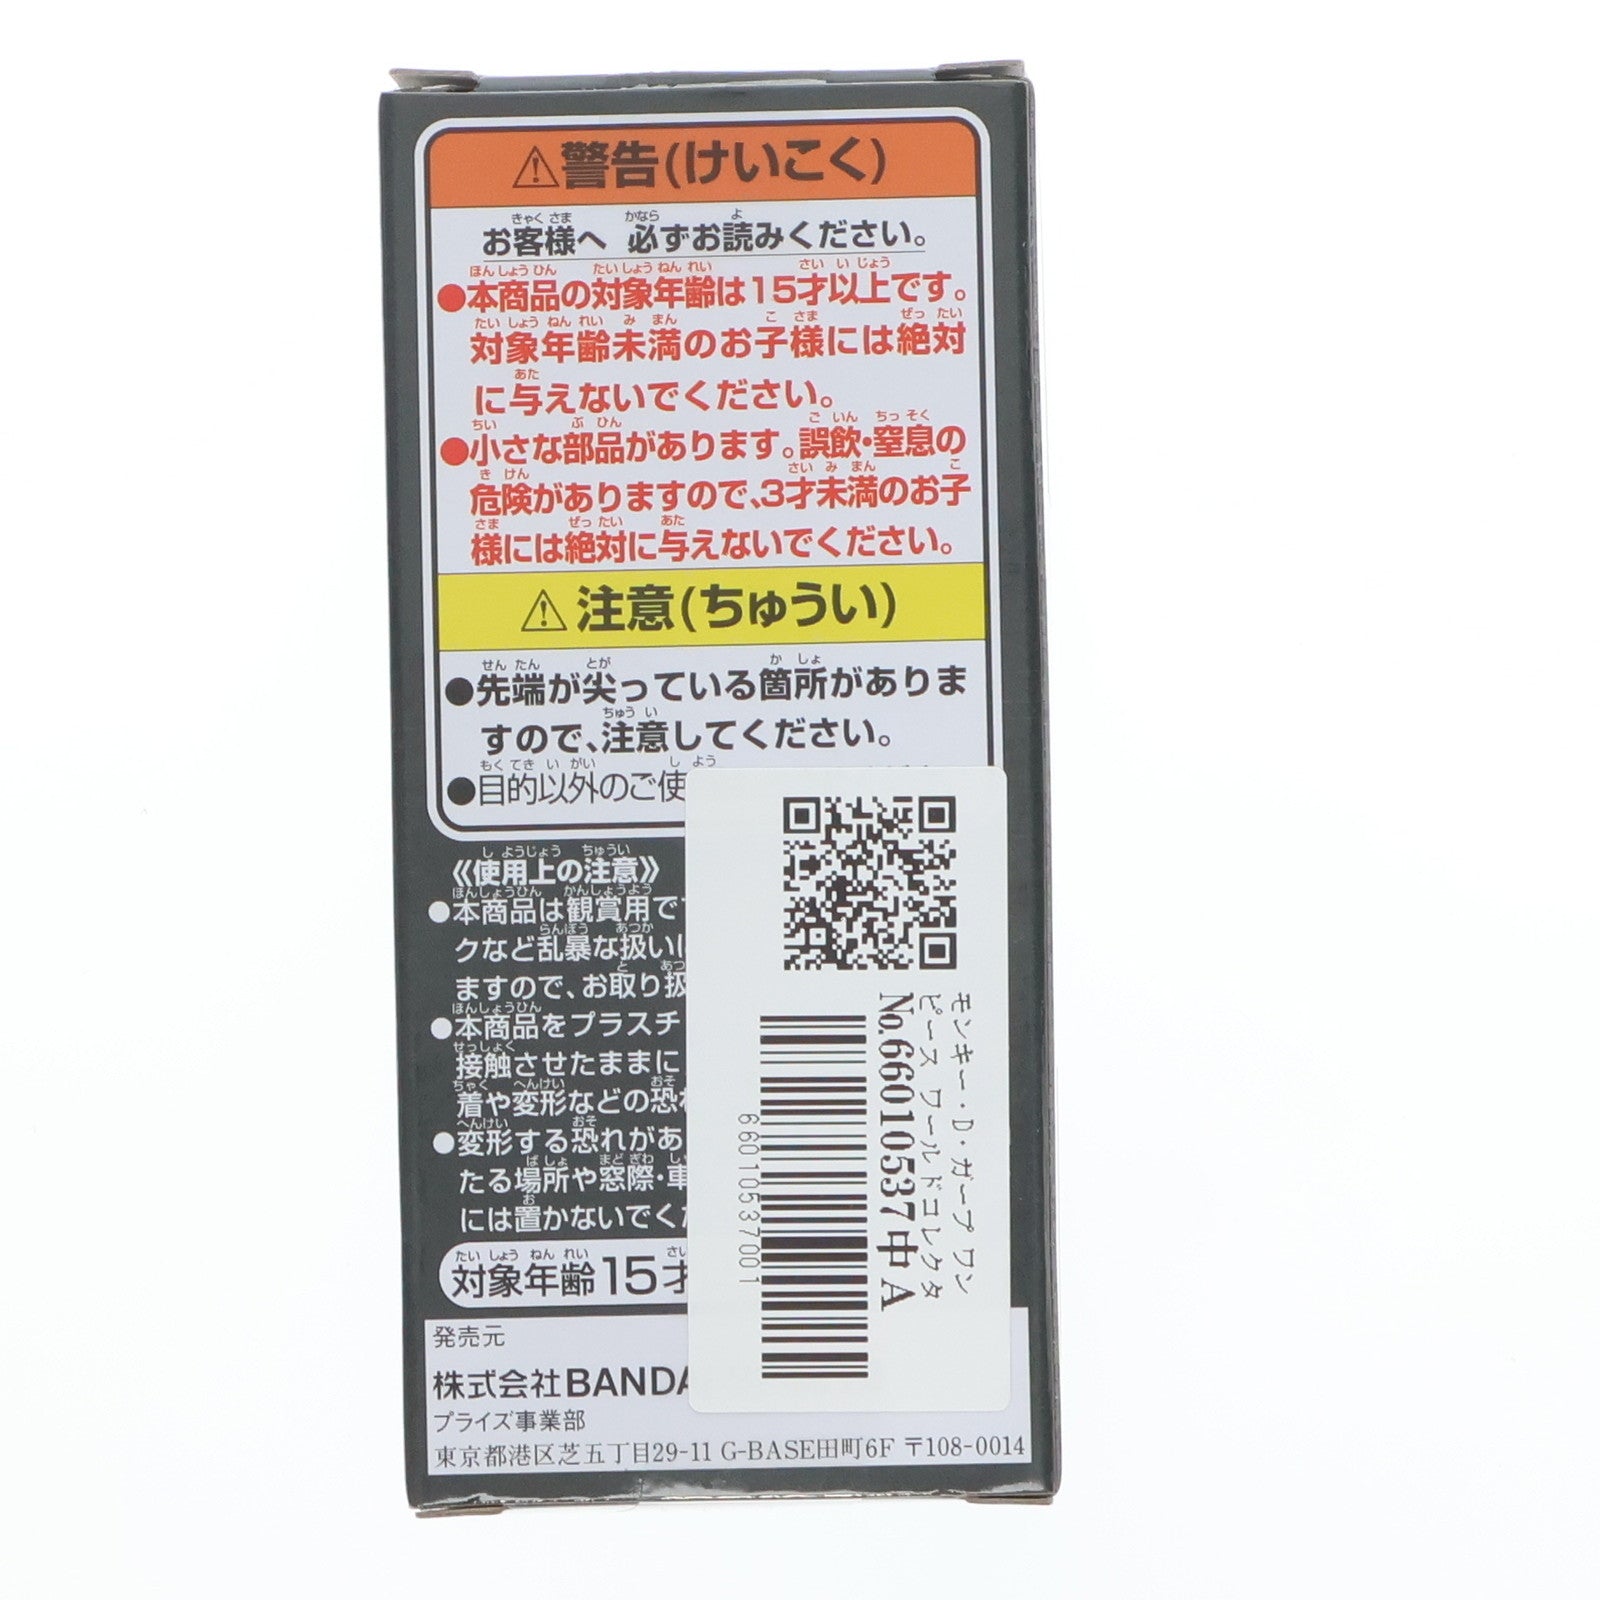 ⚠警告(けいこく)
お客様へ 必ずお読みください。
●本商品の対象年齢は15才以上です。
対象年齢未満のお子様には絶対
に与えないでください。
●小さな部品があります。誤飲・窒息の
危険がありますので、3才未満のお子
様には絶対に与えないでください。
⚠注意(ちゅうい)
●先端が尖っている箇所がありま
すので、注意してください。
●目的以外のご使
《使用上の注意》
●本商品は観賞用で
クなど乱暴な扱いに
ますので、お取り扱
●本商品をプラスチ
接触させたままに
着や変形などの恐
●変形する恐れがあ
たる場所や窓際・車
には置かないでく
対象年齢15才
発売元
株式会社BANDA
プライズ事業部
東京都港区芝五丁目29-11 G-BASE田町6F 〒108-0014
モンキー・D・ガープ ワン
ピース ワールドコレクタ
No.66010537中A
660105370011